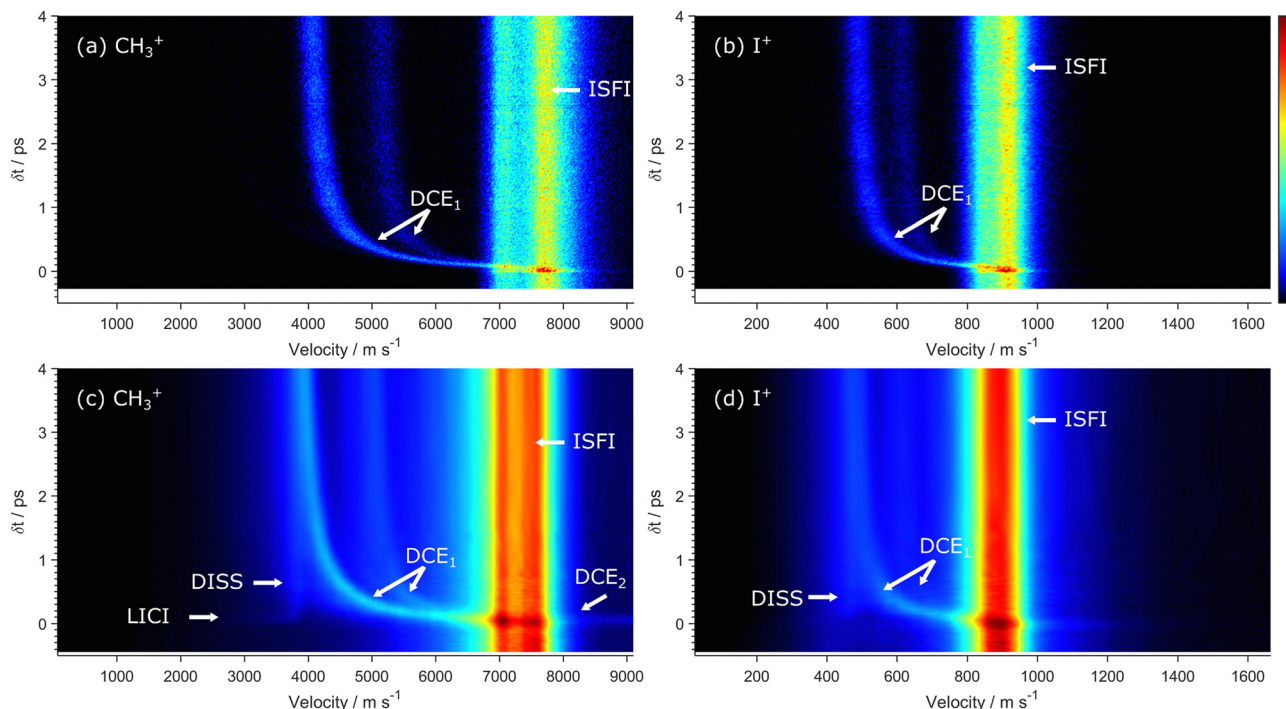 (a) CH₃⁺
ISFI
DCE₁
4
3
2
1
0
δt / ps
1000 2000 3000 4000 5000 6000 7000 8000 9000
Velocity / m s⁻¹
(b) I⁺
ISFI
DCE₁
4
3
2
1
0
δt / ps
200 400 600 800 1000 1200 1400 1600
Velocity / m s⁻¹
(c) CH₃⁺
ISFI
DCE₁
DISS
DCE₂
LICI
4
3
2
1
0
δt / ps
1000 2000 3000 4000 5000 6000 7000 8000 9000
Velocity / m s⁻¹
(d) I⁺
ISFI
DCE₁
DISS
4
3
2
1
0
δt / ps
200 400 600 800 1000 1200 1400 1600
Velocity / m s⁻¹